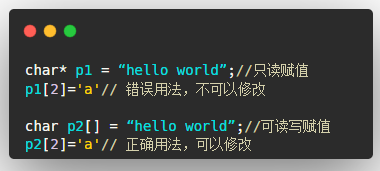 char* p1 = “hello world”;//只读赋值
p1[2]='a'// 错误用法，不可以修改
char p2[] = “hello world”;//可读写赋值
p2[2]='a'// 正确用法，可以修改